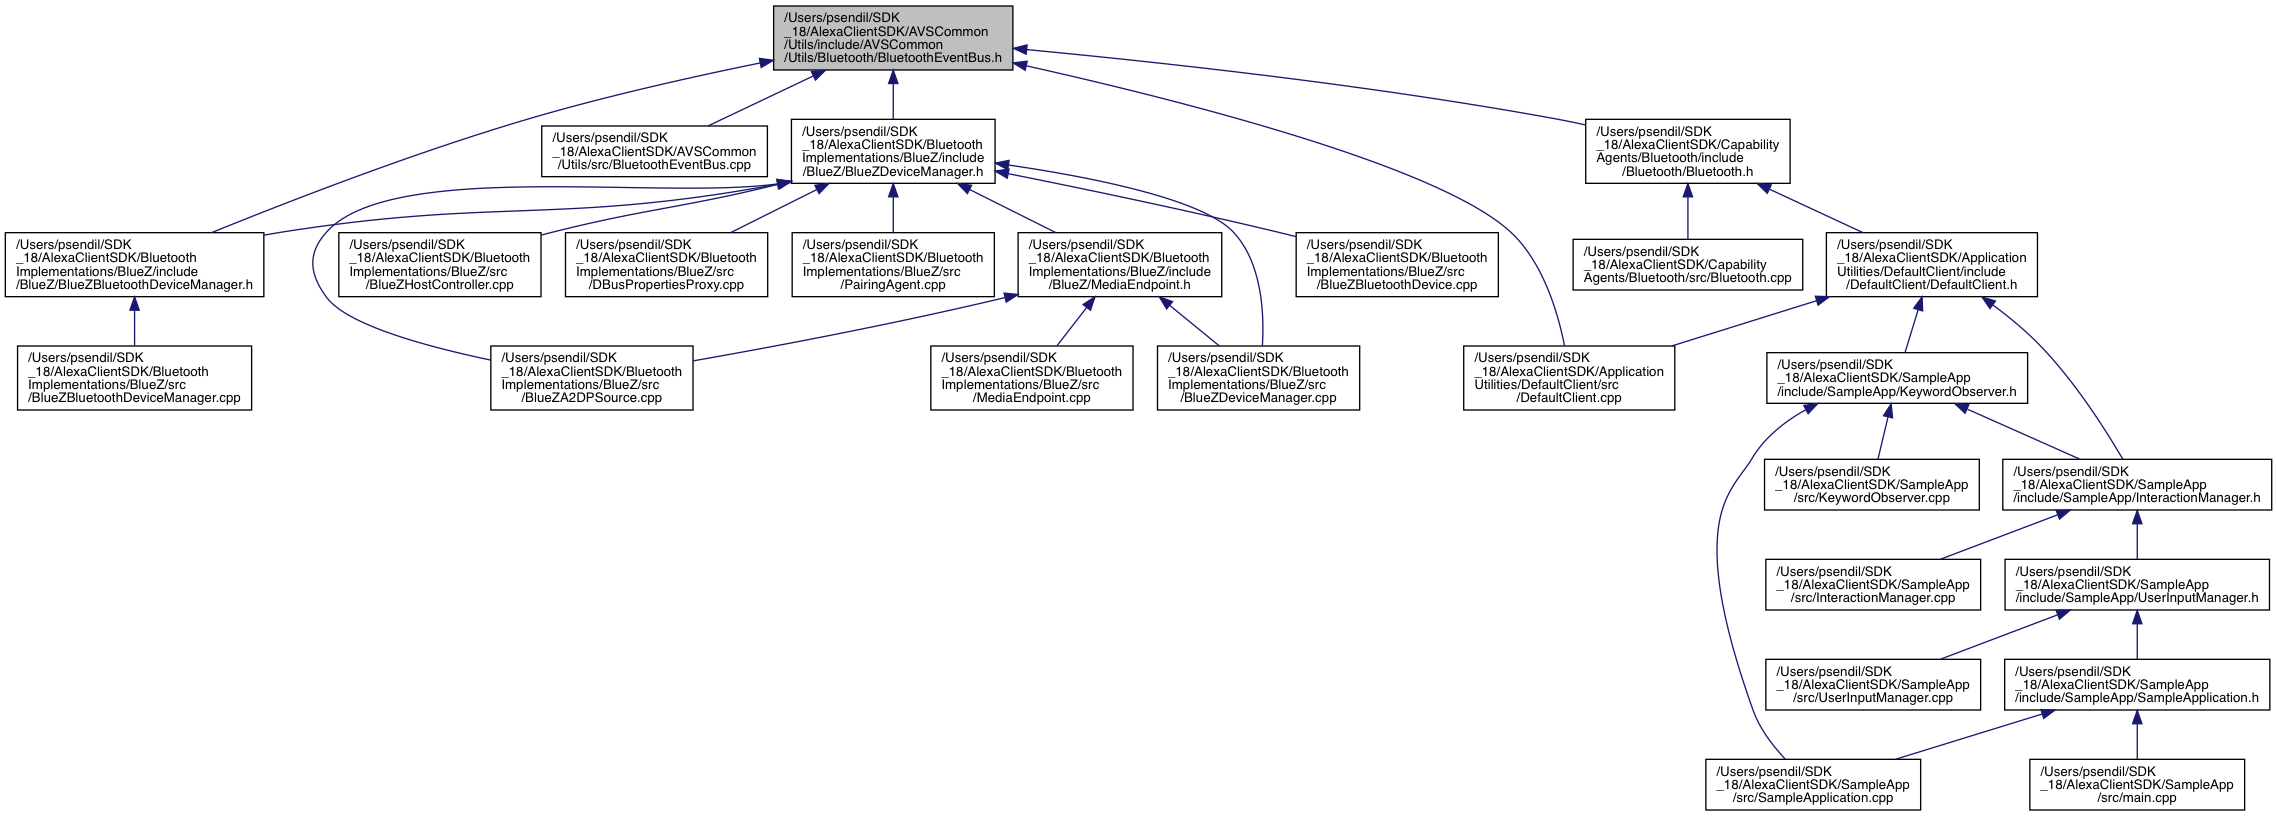 /Users/psendil/SDK
_18/AlexaClientSDK/AVSCommon
/Utils/include/AVSCommon
/Utils/Bluetooth/BluetoothEventBus.h
/Users/psendil/SDK
_18/AlexaClientSDK/AVSCommon
/Utils/src/BluetoothEventBus.cpp
/Users/psendil/SDK
_18/AlexaClientSDK/Bluetooth
Implementations/BlueZ/include
/BlueZ/BlueZDeviceManager.h
/Users/psendil/SDK
_18/AlexaClientSDK/Capability
Agents/Bluetooth/include
/Bluetooth/Bluetooth.h
/Users/psendil/SDK
_18/AlexaClientSDK/Bluetooth
Implementations/BlueZ/include
/BlueZ/BlueZBluetoothDeviceManager.h
/Users/psendil/SDK
_18/AlexaClientSDK/Bluetooth
Implementations/BlueZ/src
/BlueZHostController.cpp
/Users/psendil/SDK
_18/AlexaClientSDK/Bluetooth
Implementations/BlueZ/src
/DBusPropertiesProxy.cpp
/Users/psendil/SDK
_18/AlexaClientSDK/Bluetooth
Implementations/BlueZ/src
/PairingAgent.cpp
/Users/psendil/SDK
_18/AlexaClientSDK/Bluetooth
Implementations/BlueZ/include
/BlueZ/MediaEndpoint.h
/Users/psendil/SDK
_18/AlexaClientSDK/Bluetooth
Implementations/BlueZ/src
/BlueZBluetoothDevice.cpp
/Users/psendil/SDK
_18/AlexaClientSDK/Capability
Agents/Bluetooth/src/Bluetooth.cpp
/Users/psendil/SDK
_18/AlexaClientSDK/Application
Utilities/DefaultClient/include
/DefaultClient/DefaultClient.h
/Users/psendil/SDK
_18/AlexaClientSDK/Bluetooth
Implementations/BlueZ/src
/BlueZBluetoothDeviceManager.cpp
/Users/psendil/SDK
_18/AlexaClientSDK/Bluetooth
Implementations/BlueZ/src
/BlueZA2DPSource.cpp
/Users/psendil/SDK
_18/AlexaClientSDK/Bluetooth
Implementations/BlueZ/src
/MediaEndpoint.cpp
/Users/psendil/SDK
_18/AlexaClientSDK/Bluetooth
Implementations/BlueZ/src
/BlueZDeviceManager.cpp
/Users/psendil/SDK
_18/AlexaClientSDK/Application
Utilities/DefaultClient/src
/DefaultClient.cpp
/Users/psendil/SDK
_18/AlexaClientSDK/SampleApp
/include/SampleApp/KeywordObserver.h
/Users/psendil/SDK
_18/AlexaClientSDK/SampleApp
/src/KeywordObserver.cpp
/Users/psendil/SDK
_18/AlexaClientSDK/SampleApp
/include/SampleApp/InteractionManager.h
/Users/psendil/SDK
_18/AlexaClientSDK/SampleApp
/src/InteractionManager.cpp
/Users/psendil/SDK
_18/AlexaClientSDK/SampleApp
/include/SampleApp/UserInputManager.h
/Users/psendil/SDK
_18/AlexaClientSDK/SampleApp
/src/UserInputManager.cpp
/Users/psendil/SDK
_18/AlexaClientSDK/SampleApp
/include/SampleApp/SampleApplication.h
/Users/psendil/SDK
_18/AlexaClientSDK/SampleApp
/src/SampleApplication.cpp
/Users/psendil/SDK
_18/AlexaClientSDK/SampleApp
/src/main.cpp